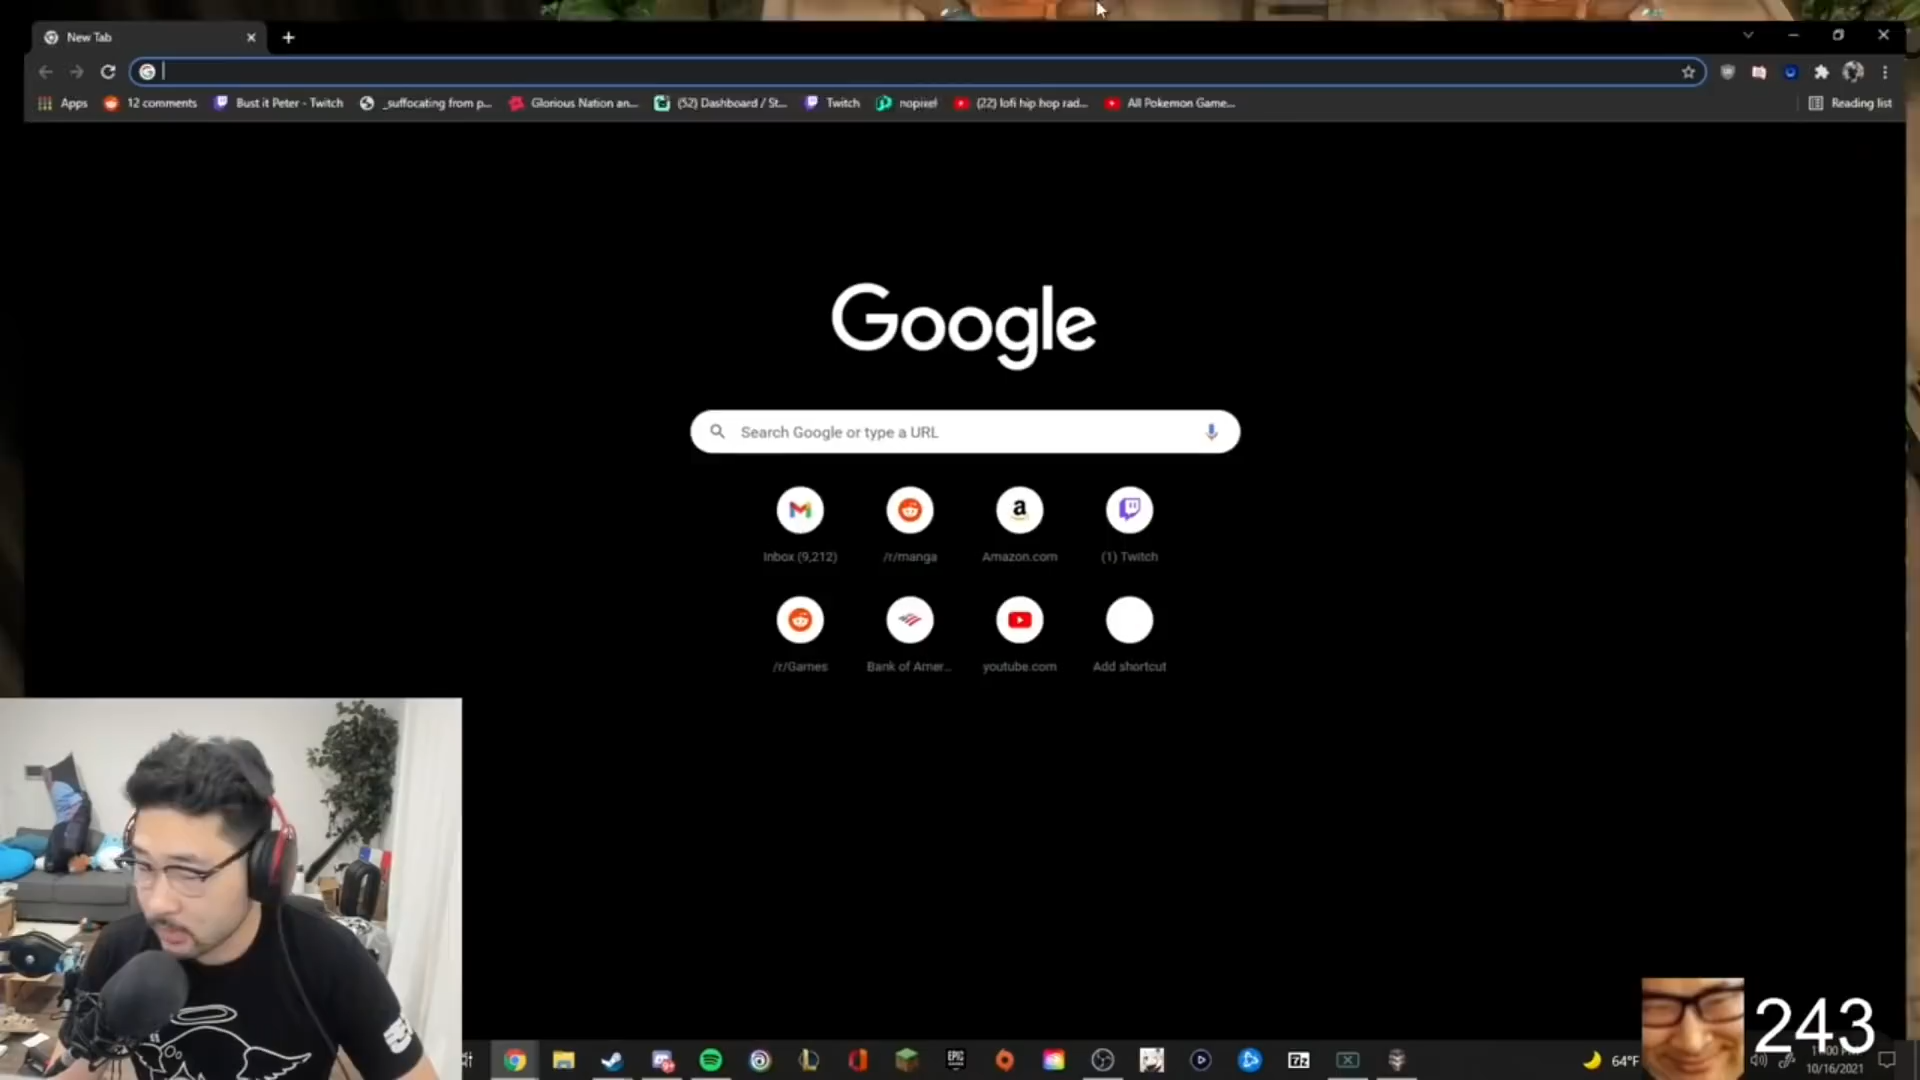 New Tab
Apps 12 comments Bust it Peter - Twitch _suffocating from p... Glorious Nation an... (52) Dashboard / St... Twitch nopixel (22) lofi hip hop rad... All Pokemon Game... Reading list
Google
Search Google or type a URL
Inbox (9,212) /r/manga Amazon.com (1) Twitch
/r/Games Bank of Amer... youtube.com Add shortcut
243
64°F
10/16/2021